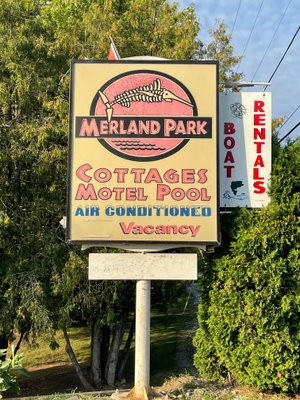 MERLAND PARK
COTTAGES
MOTEL POOL
AIR CONDITIONED
VACANCY
BOAT
RENTALS